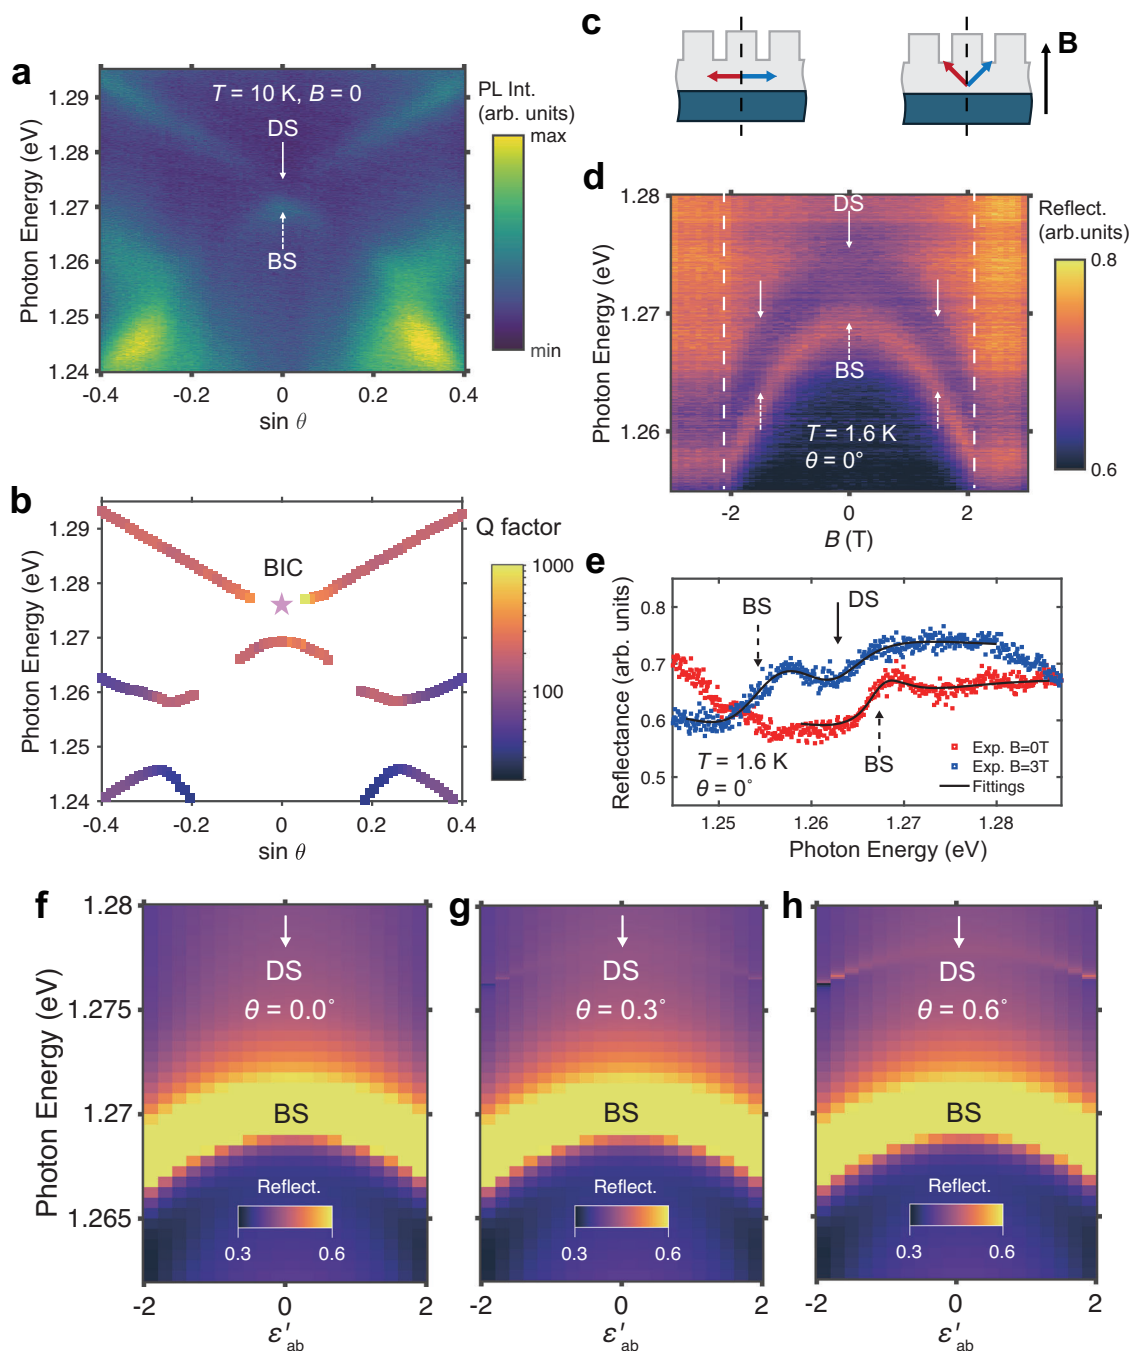 a
T = 10 K, B = 0
DS
BS
PL Int.
(arb. units)
max
min
Photon Energy (eV)
1.29
1.28
1.27
1.26
1.25
1.24
-0.4
-0.2
0
0.2
0.4
sin θ
b
BIC
Q factor
1000
100
Photon Energy (eV)
1.29
1.28
1.27
1.26
1.25
1.24
-0.4
-0.2
0
0.2
0.4
sin θ
c
B
d
DS
BS
T = 1.6 K
θ = 0°
Reflect.
(arb.units)
0.8
0.6
Photon Energy (eV)
1.28
1.27
1.26
-2
0
2
B (T)
e
Reflectance (arb. units)
0.8
0.7
0.6
0.5
BS
DS
BS
T = 1.6 K
θ = 0°
Exp. B=0T
Exp. B=3T
Fittings
1.25
1.26
1.27
1.28
Photon Energy (eV)
f
Photon Energy (eV)
1.28
1.275
1.27
1.265
DS
θ = 0.0°
BS
Reflect.
0.3
0.6
-2
0
2
ε′ab
g
DS
θ = 0.3°
BS
Reflect.
0.3
0.6
-2
0
2
ε′ab
h
DS
θ = 0.6°
BS
Reflect.
0.3
0.6
-2
0
2
ε′ab